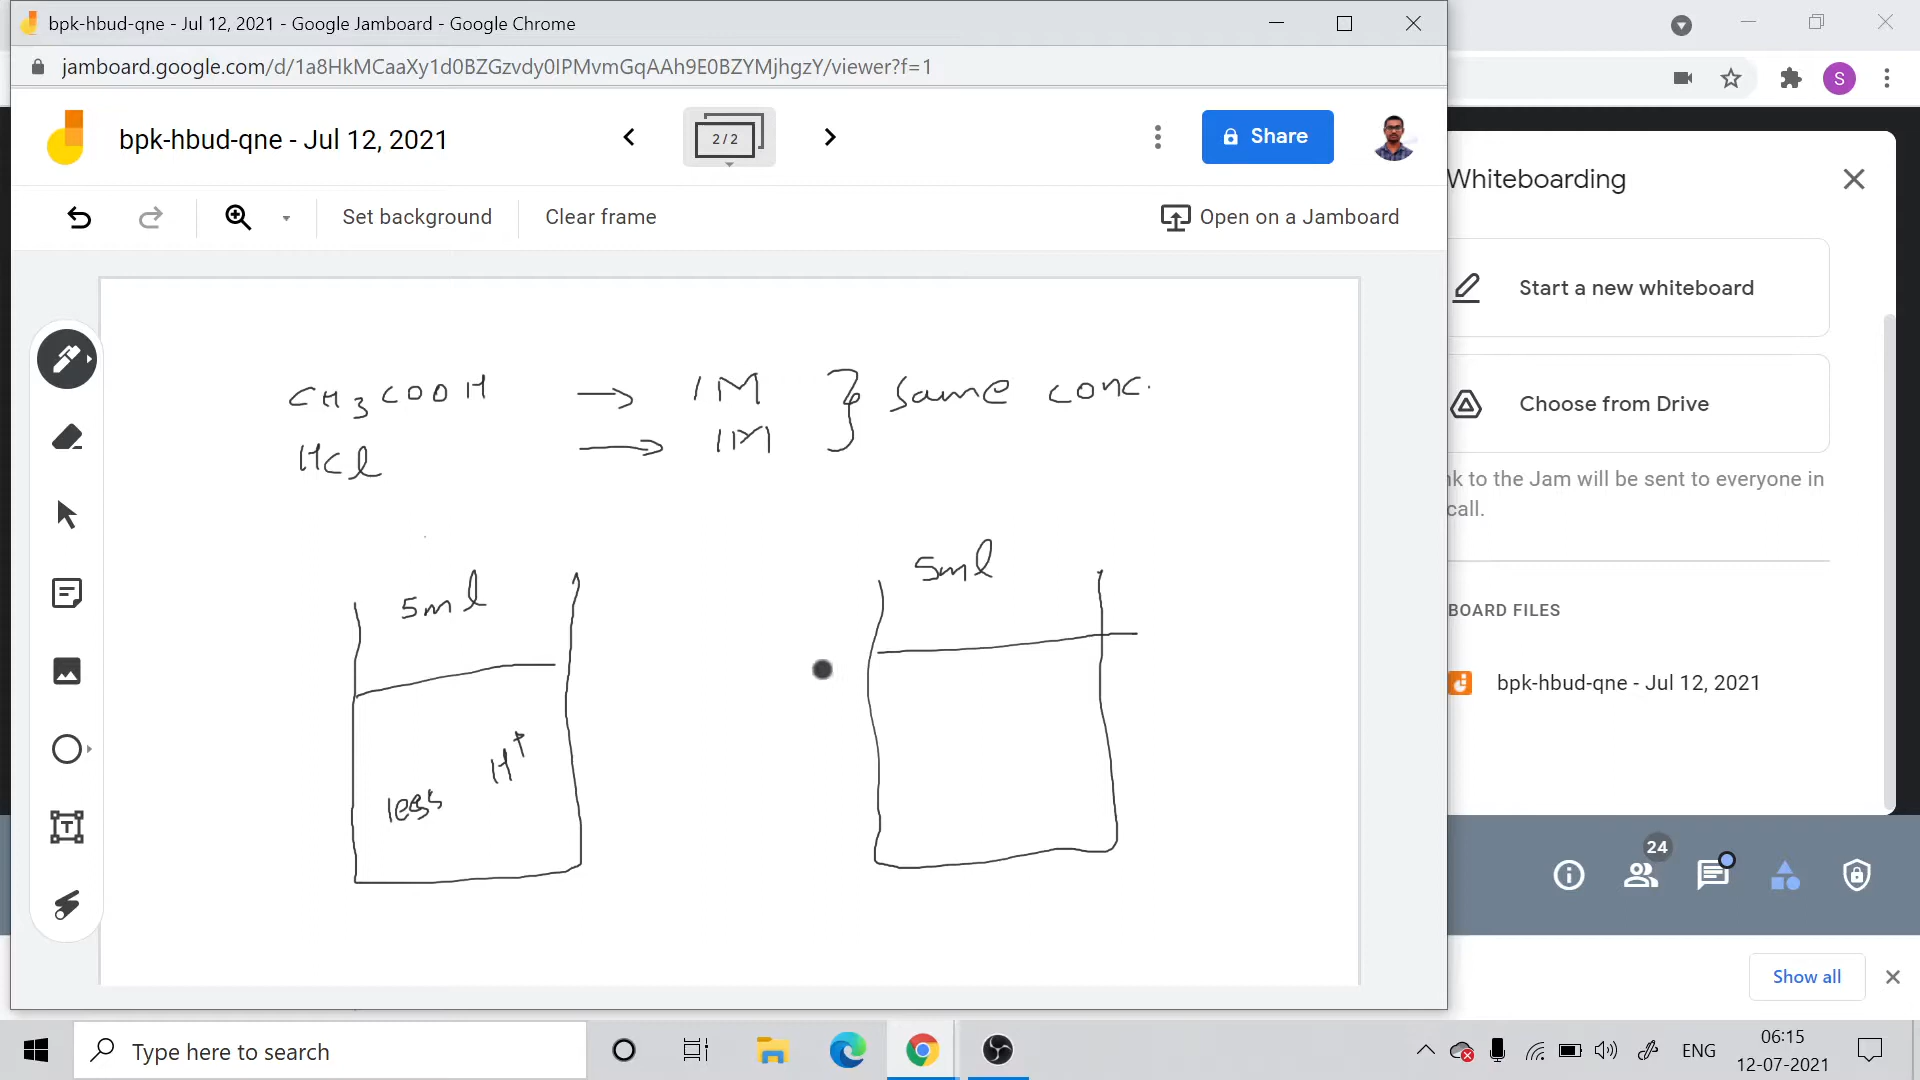 bpk-hbud-qne - Jul 12, 2021 - Google Jamboard - Google Chrome
jamboard.google.com/d/1a8HkMCaaXy1d0BZGzvdy0IPMvmGqAAh9E0BZYMjhgzY/viewer?f=1
S
bpk-hbud-qne - Jul 12, 2021
2 / 2
Share
Whiteboarding
Set background
Clear frame
Open on a Jamboard
Start a new whiteboard
Choose from Drive
nk to the Jam will be sent to everyone in
call.
BOARD FILES
bpk-hbud-qne - Jul 12, 2021
CH3COOH → 1M } same conc.
HCl → 1M
5ml
5ml
H+
less
24
Show all
Type here to search
ENG
06:15
12-07-2021